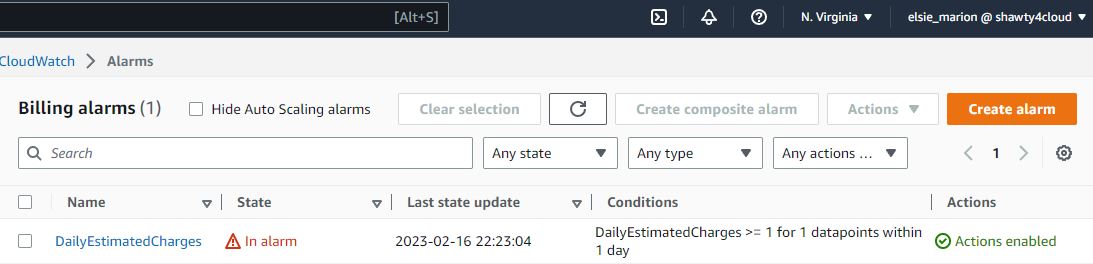 [Alt+S] N. Virginia elsie_marion @ shawty4cloud
CloudWatch Alarms
Billing alarms (1) Hide Auto Scaling alarms Clear selection Create composite alarm Actions Create alarm
Search Any state Any type Any actions ... 1
Name State Last state update Conditions Actions
DailyEstimatedCharges In alarm 2023-02-16 22:23:04 DailyEstimatedCharges >= 1 for 1 datapoints within Actions enabled
1 day